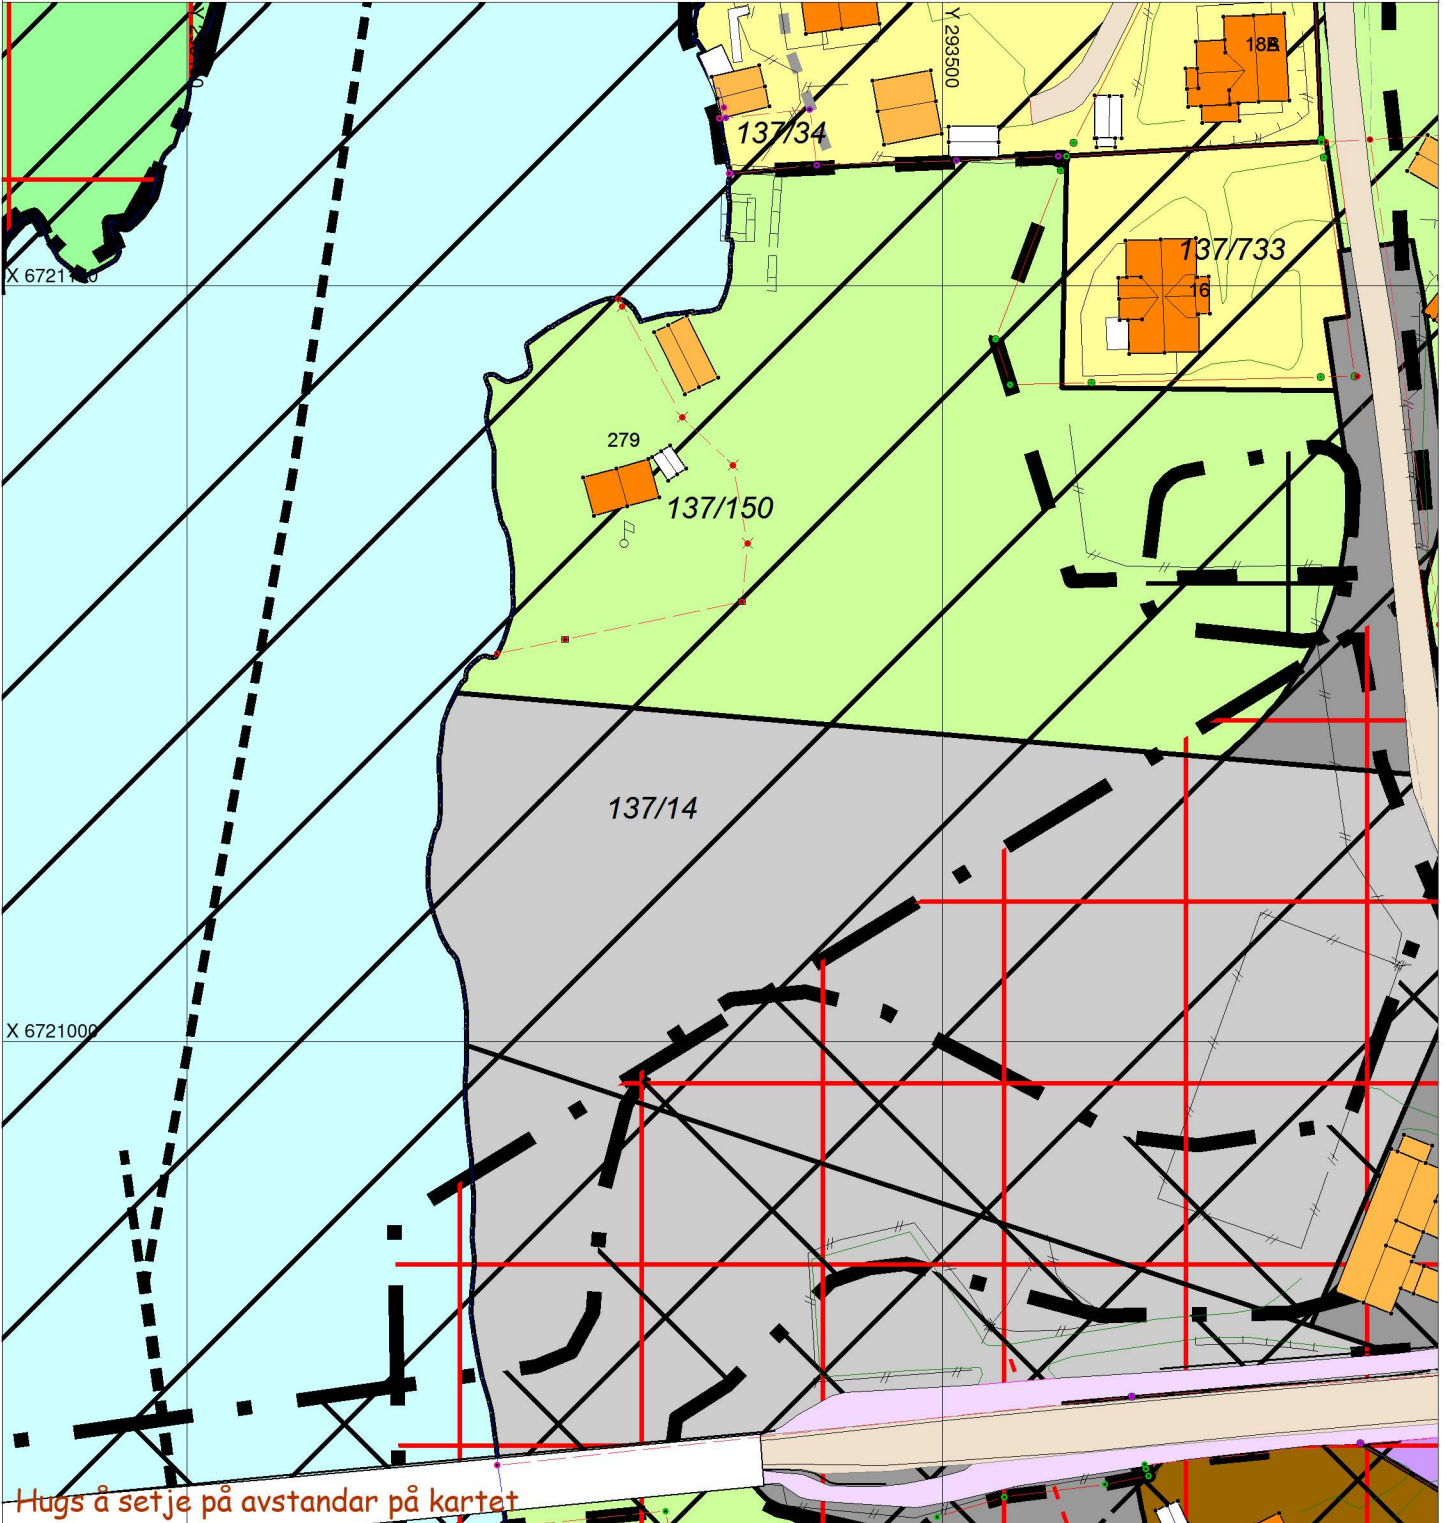 Y 293500
18B
137/34
137/733
X 6721100
16
279
137/150
137/14
X 6721000
Hugs å setje på avstandar på kartet